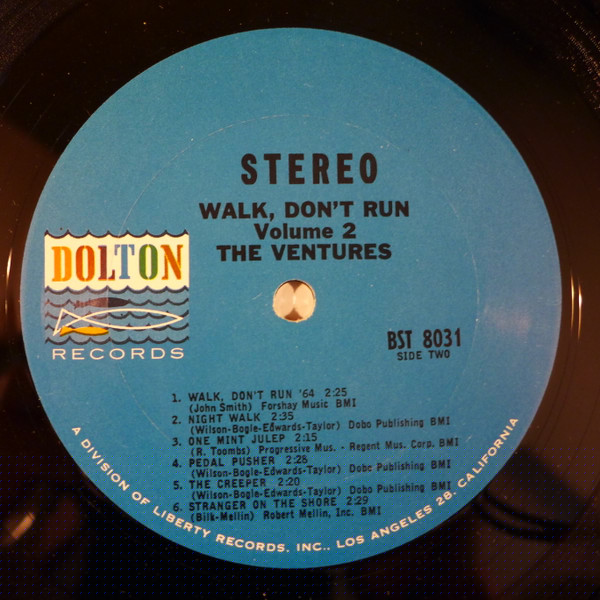 STEREO
WALK, DON'T RUN
Volume 2
THE VENTURES
DOLTON
RECORDS
BST 8031
SIDE TWO
1. WALK, DON'T RUN '64 2:25
(John Smith) Forshay Music BMI
2. NIGHT WALK 2:35
(Wilson-Bogle-Edwards-Taylor) Dobo Publishing BMI
3. ONE MINT JULEP 2:15
(R. Toombs) Progressive Mus. - Regent Mus. Corp. BMI
4. PEDAL PUSHER 2:28
(Wilson-Bogle-Edwards-Taylor) Dobo Publishing BMI
5. THE CREEPER 2:20
(Wilson-Bogle-Edwards-Taylor) Dobo Publishing BMI
6. STRANGER ON THE SHORE 2:29
(Bilk-Mellin) Robert Mellin, Inc. BMI
A DIVISION OF LIBERTY RECORDS, INC., LOS ANGELES 28, CALIFORNIA